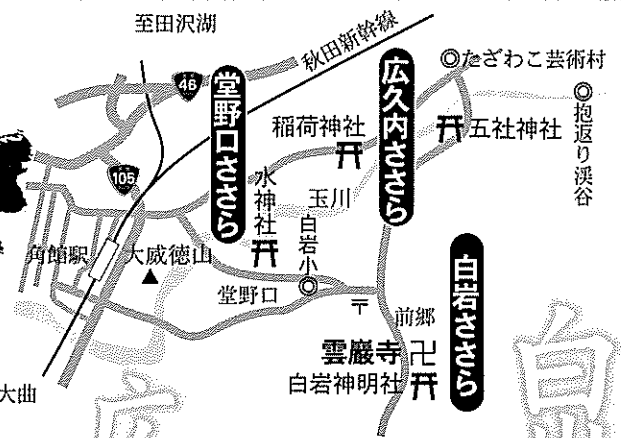 至田沢湖
秋田新幹線
46
堂野口ささら
広久内ささら
◎たざわこ芸術村
稲荷神社
五社神社
◎抱返り渓谷
105
水神社
玉川
白岩小
角館駅
大威徳山
堂野口
〒
前郷
白岩ささら
雲巖寺卍
白岩神明社
大曲
白